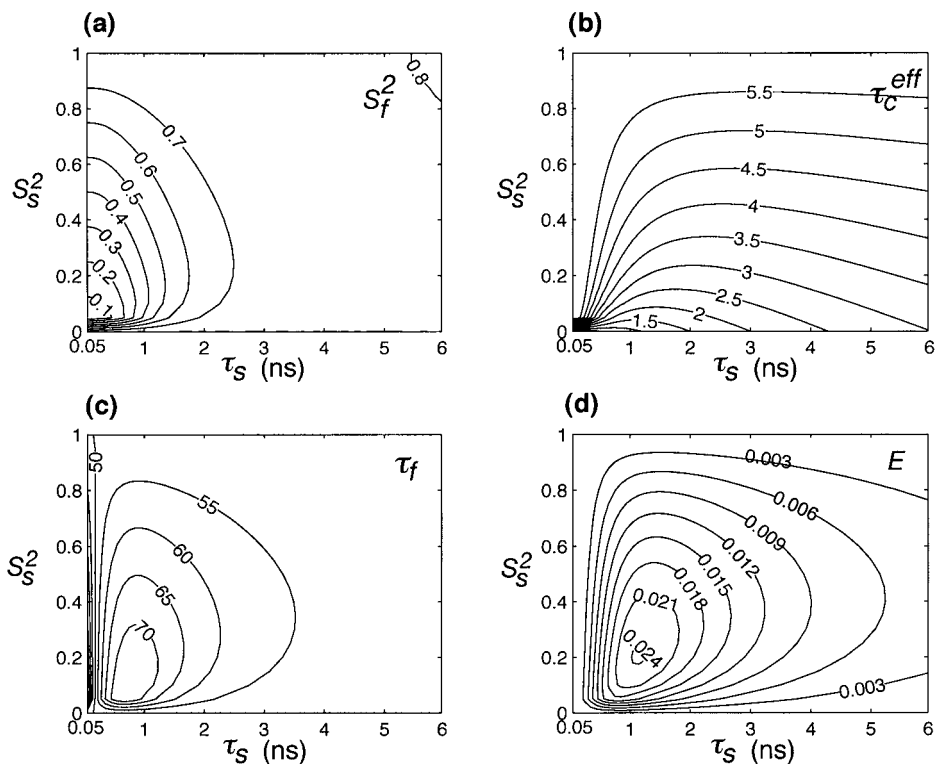 (a)
S_f^2
1
0.8
0.6
0.4
0.2
0
S_s^2
0.8
0.7
0.6
0.5
0.4
0.3
0.2
0.1
0.05 1 2 3 4 5 6
τ_s (ns)
(b)
τ_c^eff
1
0.8
0.6
0.4
0.2
0
S_s^2
5.5
5
4.5
4
3.5
3
2.5
2
1.5
0.05 1 2 3 4 5 6
τ_s (ns)
(c)
τ_f
1
0.8
0.6
0.4
0.2
0
S_s^2
50
55
60
65
70
0.05 1 2 3 4 5 6
τ_s (ns)
(d)
E
1
0.8
0.6
0.4
0.2
0
S_s^2
0.003
0.006
0.009
0.012
0.015
0.018
0.021
0.024
0.003
0.05 1 2 3 4 5 6
τ_s (ns)